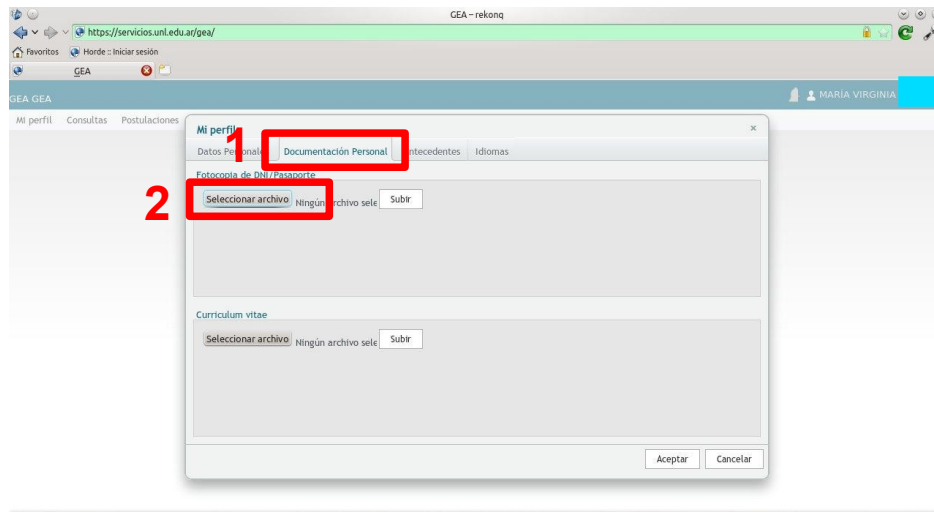 GEA – rekonq
https://servicios.unl.edu.ar/gea/
Favoritos Horde :: Iniciar sesión
GEA
GEA GEA MARÍA VIRGINIA
Mi perfil Consultas Postulaciones
Mi perfil
1
Datos Personale Documentación Personal ntecedentes Idiomas
Fotocopia de DNI/Pasaporte
2
Seleccionar archivo Ningún archivo sele Subir
Curriculum vitae
Seleccionar archivo Ningún archivo sele Subir
Aceptar Cancelar